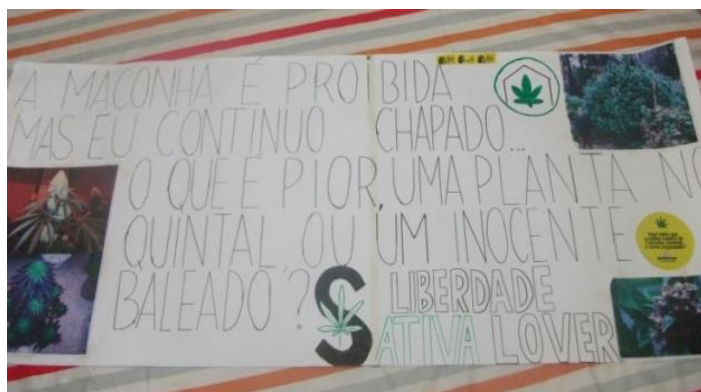 A MACONHA É PROIBIDA
MAS EU CONTINUO CHAPADO...
O QUE É PIOR, UMA PLANTA NO
QUINTAL OU UM INOCENTE
BALEADO?
LIBERDADE
SATIVA LOVER